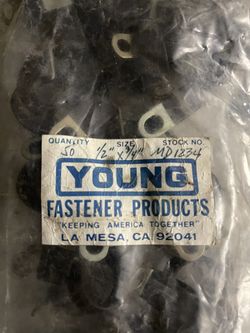 QUANTITY SIZE STOCK NO.
50 1/2" x 3/4" MD1234
YOUNG
FASTENER PRODUCTS
"KEEPING AMERICA TOGETHER"
LA MESA, CA 92041